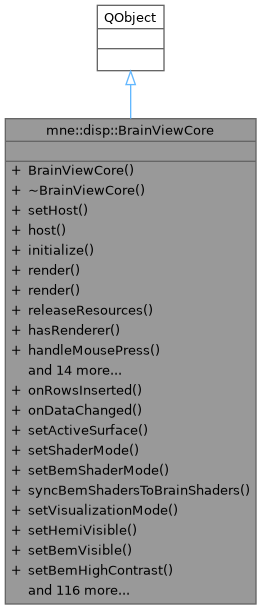 QObject
mne::disp::BrainViewCore
+ BrainViewCore()
+ ~BrainViewCore()
+ setHost()
+ host()
+ initialize()
+ render()
+ render()
+ releaseResources()
+ hasRenderer()
+ handleMousePress()
and 14 more...
+ onRowsInserted()
+ onDataChanged()
+ setActiveSurface()
+ setShaderMode()
+ setBemShaderMode()
+ syncBemShadersToBrainShaders()
+ setVisualizationMode()
+ setHemiVisible()
+ setBemVisible()
+ setBemHighContrast()
and 116 more...